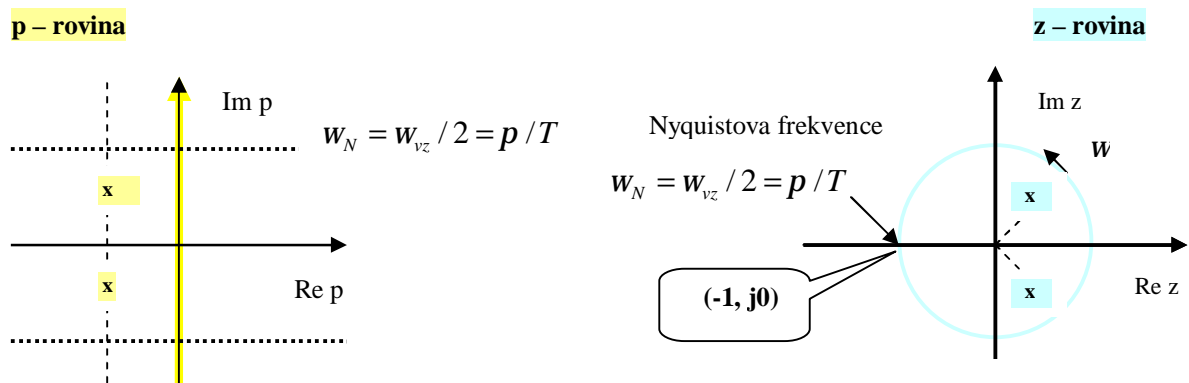 p – rovina
z – rovina
Im p
w_N = w_vz / 2 = p / T
x
x
Re p
Nyquistova frekvence
w_N = w_vz / 2 = p / T
(-1, j0)
Im z
w
x
x
Re z